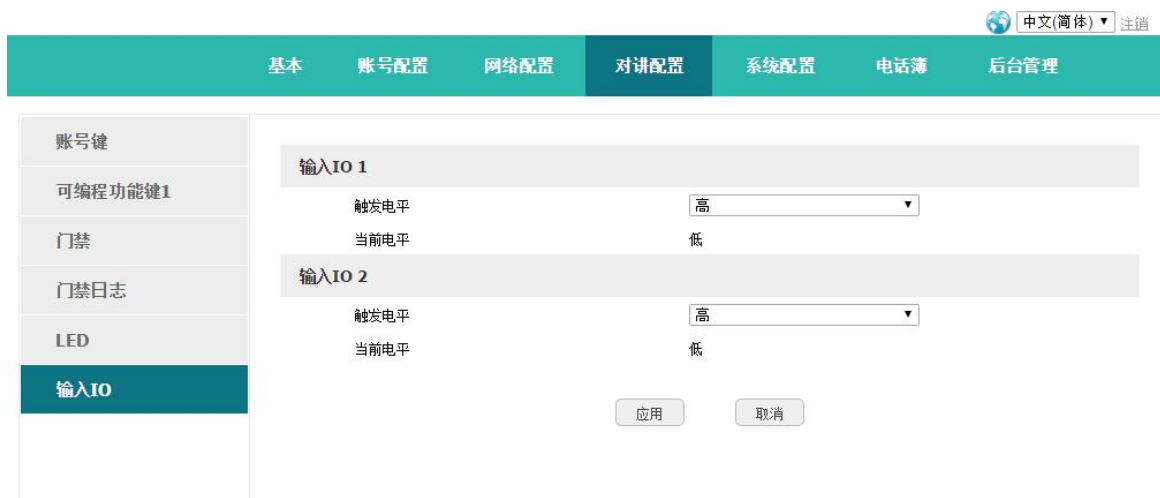 中文(简体) 注销
基本 账号配置 网络配置 对讲配置 系统配置 电话簿 后台管理
账号键
可编程功能键1
门禁
门禁日志
LED
输入IO
输入IO 1
触发电平 高
当前电平 低
输入IO 2
触发电平 高
当前电平 低
应用 取消